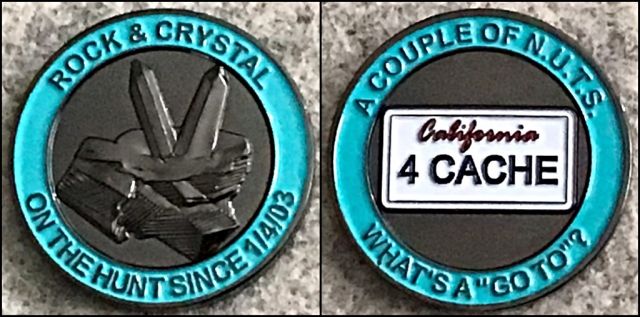 ROCK & CRYSTAL
ON THE HUNT SINCE 1/4/03
A COUPLE OF N.U.T.S.
California
4 CACHE
WHAT'S A "GO TO"?